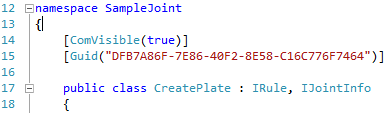 12 namespace SampleJoint
13 {
14 [ComVisible(true)]
15 [Guid("DFB7A86F-7E86-40F2-8E58-C16C776F7464")]
16
17 public class CreatePlate : IRule, IJointInfo
18 {